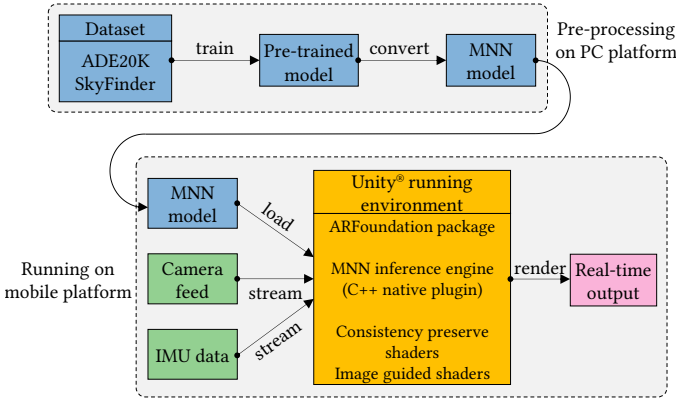 Dataset
ADE20K
SkyFinder
train
Pre-trained
model
convert
MNN
model
Pre-processing
on PC platform
Running on
mobile platform
MNN
model
load
Camera
feed
stream
IMU data
stream
Unity® running
environment
ARFoundation package
MNN inference engine
(C++ native plugin)
Consistency preserve
shaders
Image guided shaders
render
Real-time
output